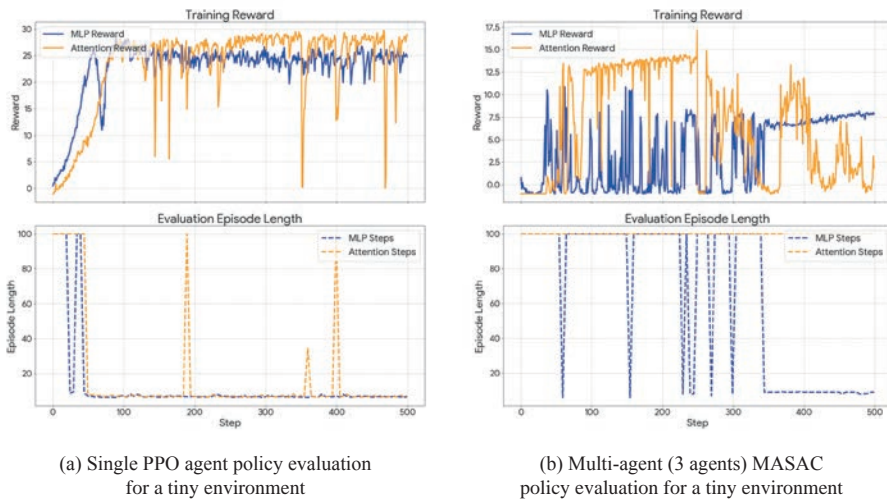 Training Reward
MLP Reward
Attention Reward
30
25
20
15
10
5
0
Reward
Evaluation Episode Length
MLP Steps
Attention Steps
100
80
60
40
20
Episode Length
0 100 200 300 400 500
Step
(a) Single PPO agent policy evaluation
for a tiny environment
Training Reward
MLP Reward
Attention Reward
17.5
15.0
12.5
10.0
7.5
5.0
2.5
0.0
Reward
Evaluation Episode Length
MLP Steps
Attention Steps
100
80
60
40
20
Episode Length
0 100 200 300 400 500
Step
(b) Multi-agent (3 agents) MASAC
policy evaluation for a tiny environment